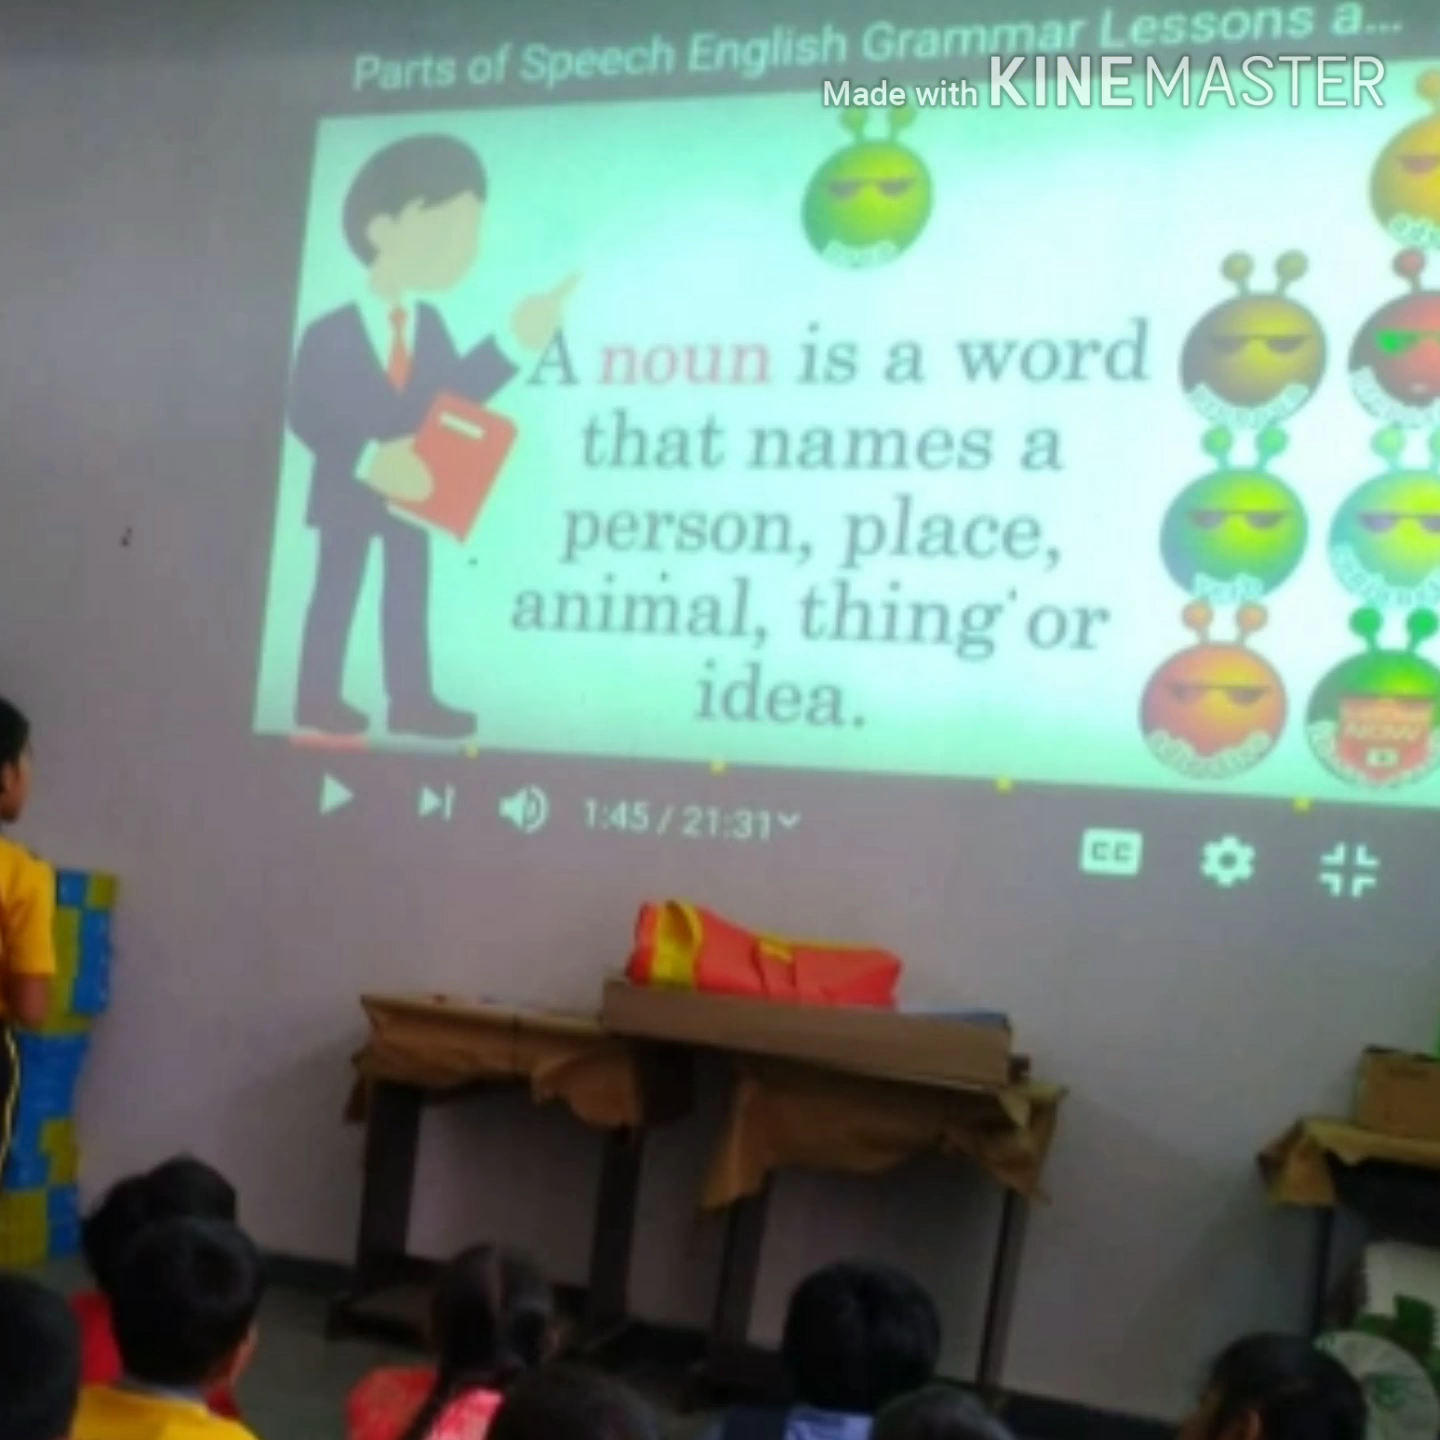 Parts of Speech English Grammar Lessons a...
Made with KINEMASTER
A noun is a word
that names a
person, place,
animal, thing or
idea.
1:45 / 21:31
CC